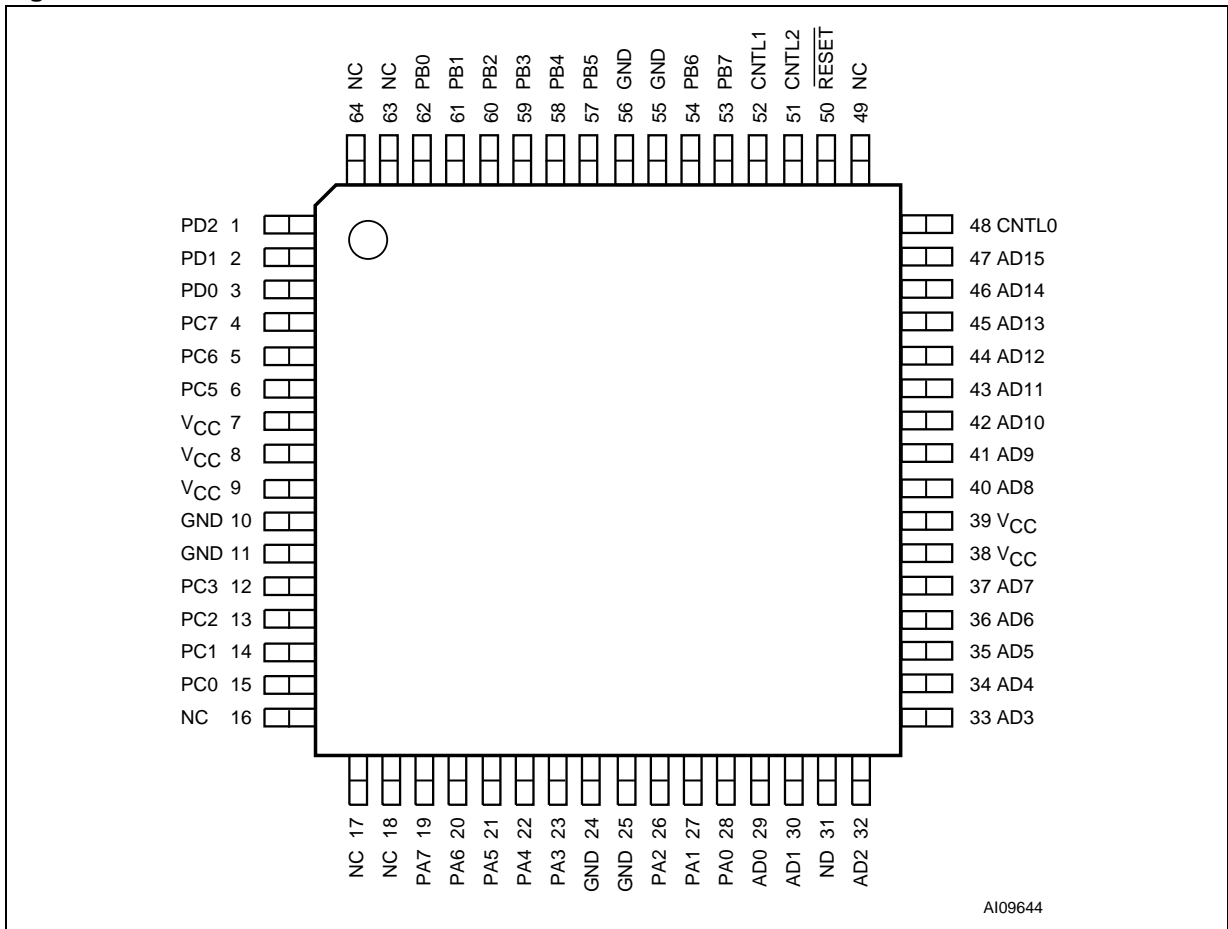 64 NC
63 NC
62 PB0
61 PB1
60 PB2
59 PB3
58 PB4
57 PB5
56 GND
55 GND
54 PB6
53 PB7
52 CNTL1
51 CNTL2
50 RESET
49 NC
PD2 1
PD1 2
PD0 3
PC7 4
PC6 5
PC5 6
VCC 7
VCC 8
VCC 9
GND 10
GND 11
PC3 12
PC2 13
PC1 14
PC0 15
NC 16
48 CNTL0
47 AD15
46 AD14
45 AD13
44 AD12
43 AD11
42 AD10
41 AD9
40 AD8
39 VCC
38 VCC
37 AD7
36 AD6
35 AD5
34 AD4
33 AD3
NC 17
NC 18
PA7 19
PA6 20
PA5 21
PA4 22
PA3 23
GND 24
GND 25
PA2 26
PA1 27
PA0 28
AD0 29
AD1 30
ND 31
AD2 32
AI09644